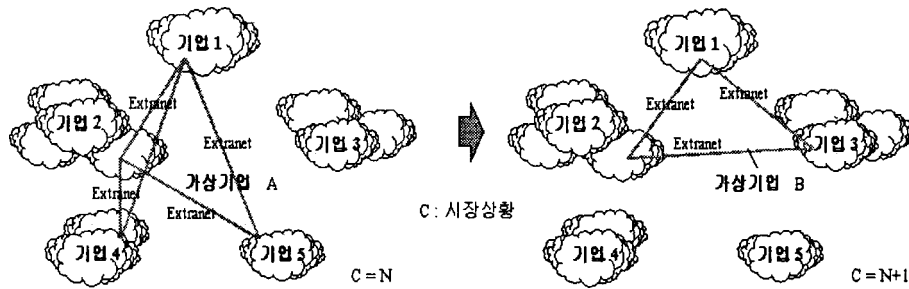 기업 1
Extranet
기업 2
Extranet
기업 3
가상기업 A
Extranet
Extranet
기업 4
기업 5
C = N
C : 시장상황
기업 1
Extranet
Extranet
기업 2
Extranet
기업 3
가상기업 B
기업 4
기업 5
C = N+1